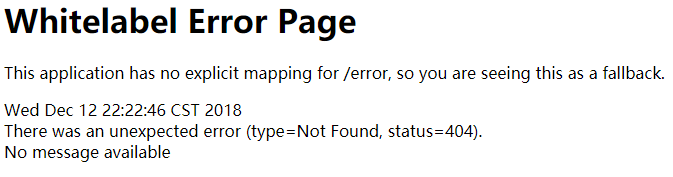 Whitelabel Error Page
This application has no explicit mapping for /error, so you are seeing this as a fallback.
Wed Dec 12 22:22:46 CST 2018
There was an unexpected error (type=Not Found, status=404).
No message available